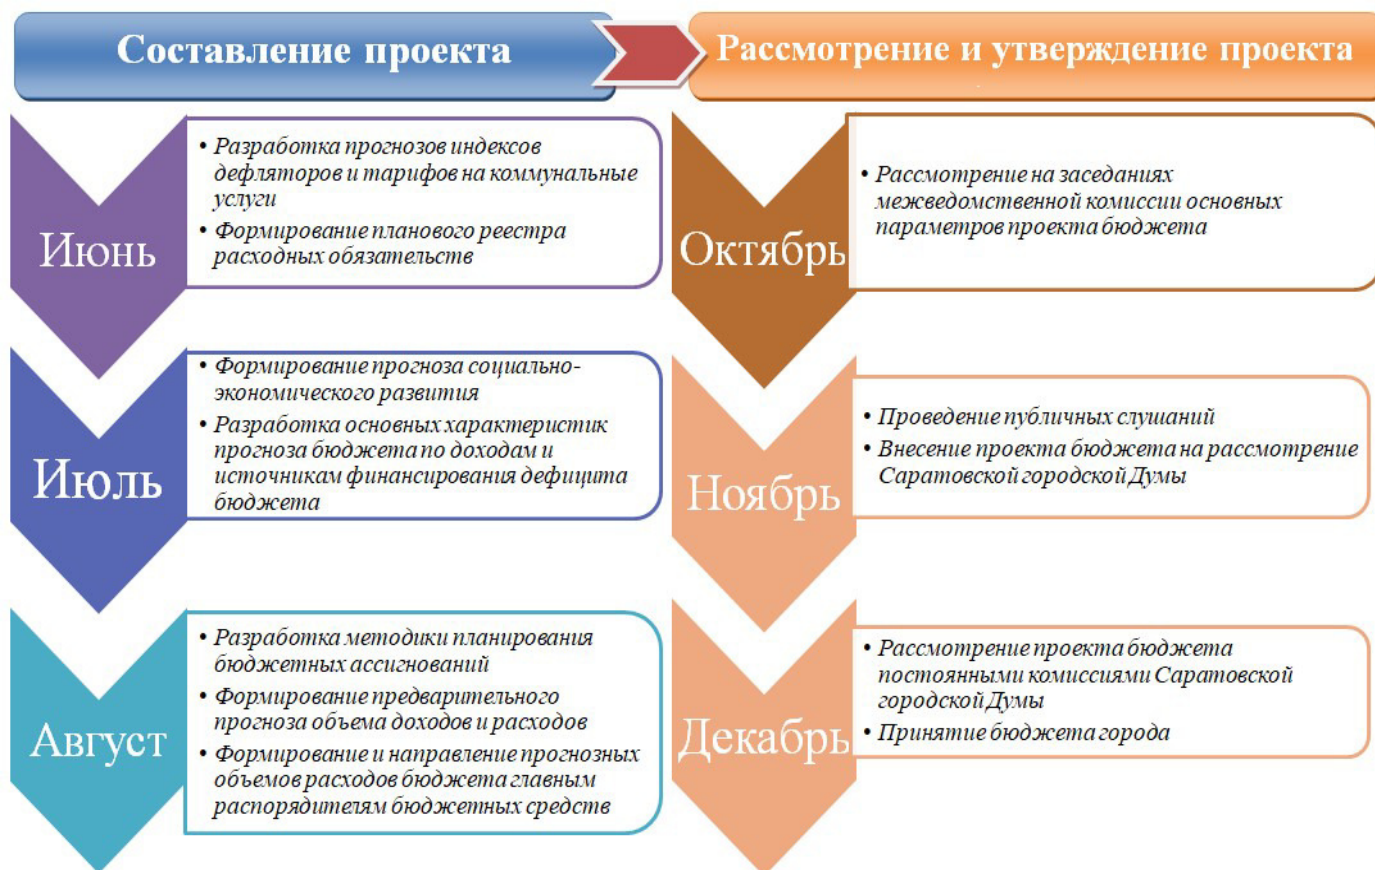 Составление проекта
Рассмотрение и утверждение проекта
Июнь
• Разработка прогнозов индексов
дефляторов и тарифов на коммунальные
услуги
• Формирование планового реестра
расходных обязательств
Июль
• Формирование прогноза социально-
экономического развития
• Разработка основных характеристик
прогноза бюджета по доходам и
источникам финансирования дефицита
бюджета
Август
• Разработка методики планирования
бюджетных ассигнований
• Формирование предварительного
прогноза объема доходов и расходов
• Формирование и направление прогнозных
объемов расходов бюджета главным
распорядителям бюджетных средств
Октябрь
• Рассмотрение на заседаниях
межведомственной комиссии основных
параметров проекта бюджета
Ноябрь
• Проведение публичных слушаний
• Внесение проекта бюджета на рассмотрение
Саратовской городской Думы
Декабрь
• Рассмотрение проекта бюджета
постоянными комиссиями Саратовской
городской Думы
• Принятие бюджета города